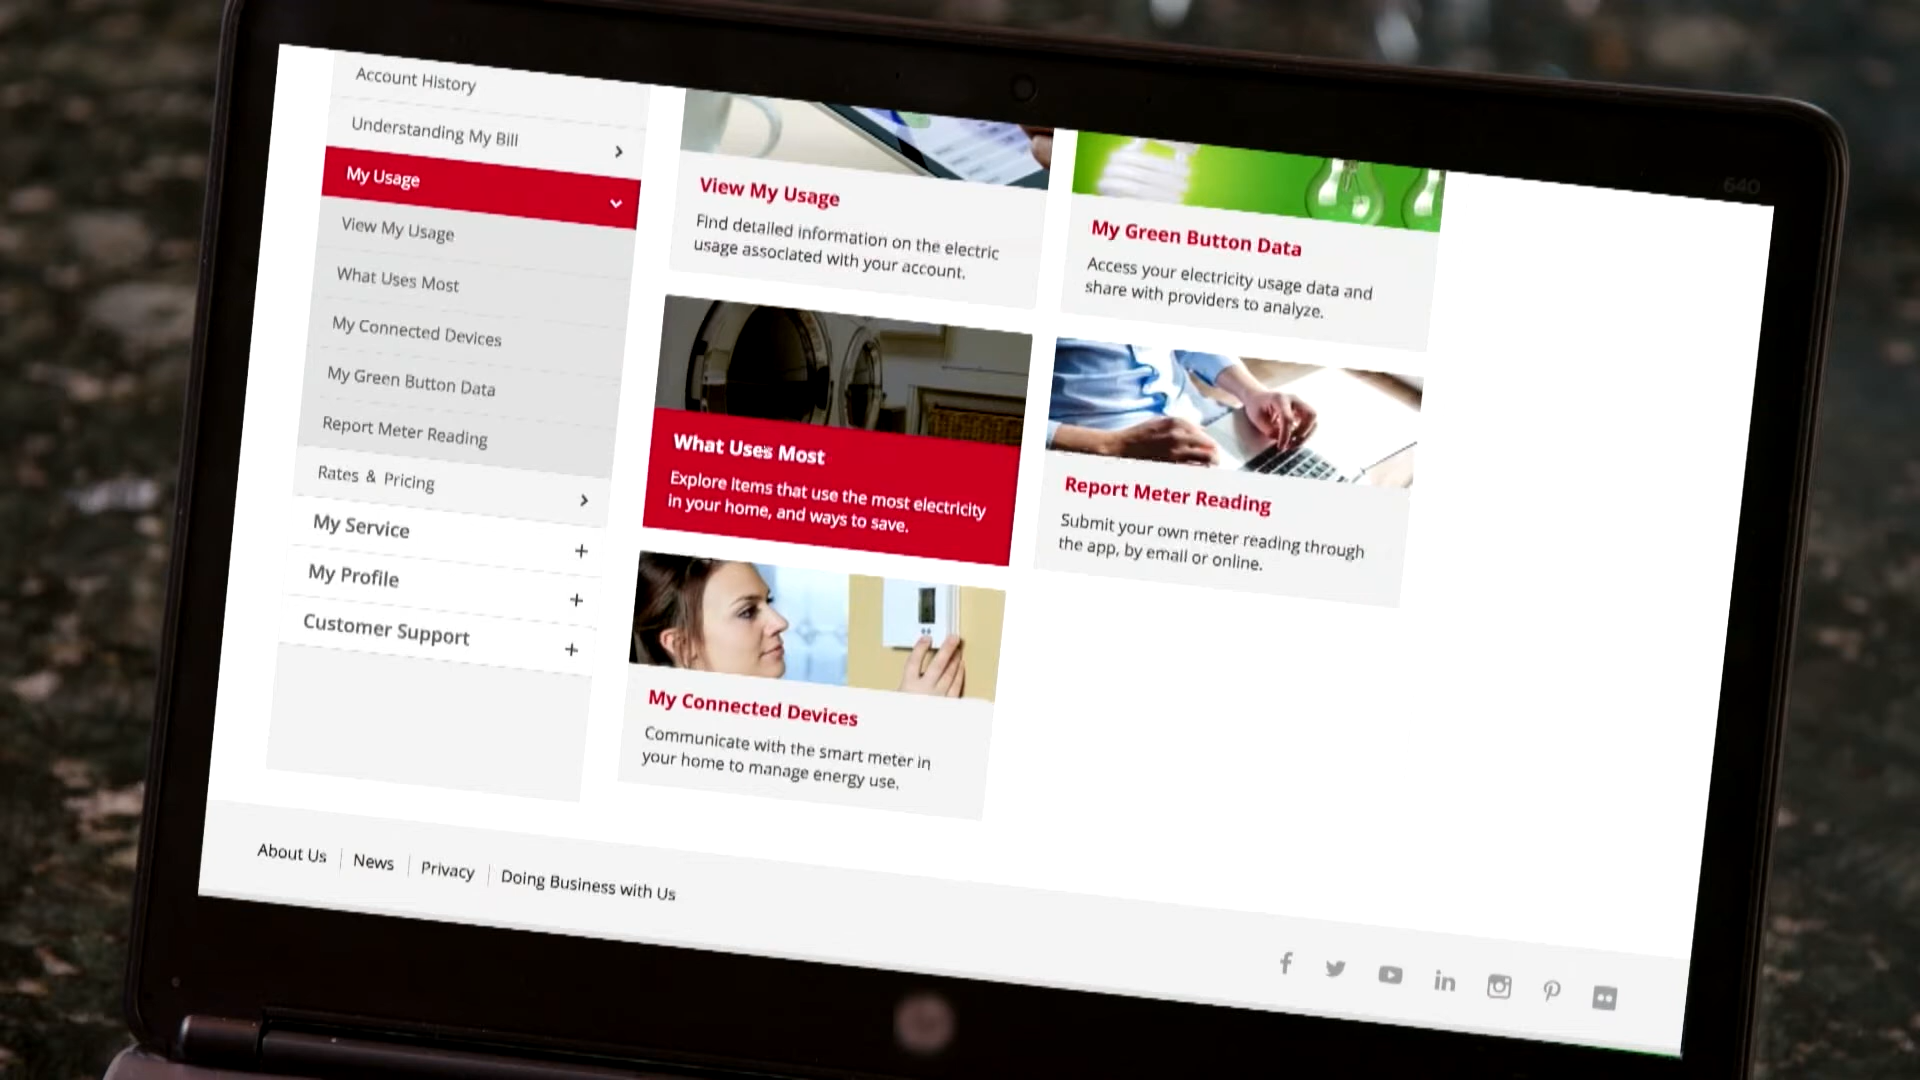 Account History
Understanding My Bill
My Usage
View My Usage
What Uses Most
My Connected Devices
My Green Button Data
Report Meter Reading
Rates & Pricing
My Service
My Profile
Customer Support
View My Usage
Find detailed information on the electric
usage associated with your account.
My Green Button Data
Access your electricity usage data and
share with providers to analyze.
What Uses Most
Explore items that use the most electricity
in your home, and ways to save.
Report Meter Reading
Submit your own meter reading through
the app, by email or online.
My Connected Devices
Communicate with the smart meter in
your home to manage energy use.
About Us
News
Privacy
Doing Business with Us
640